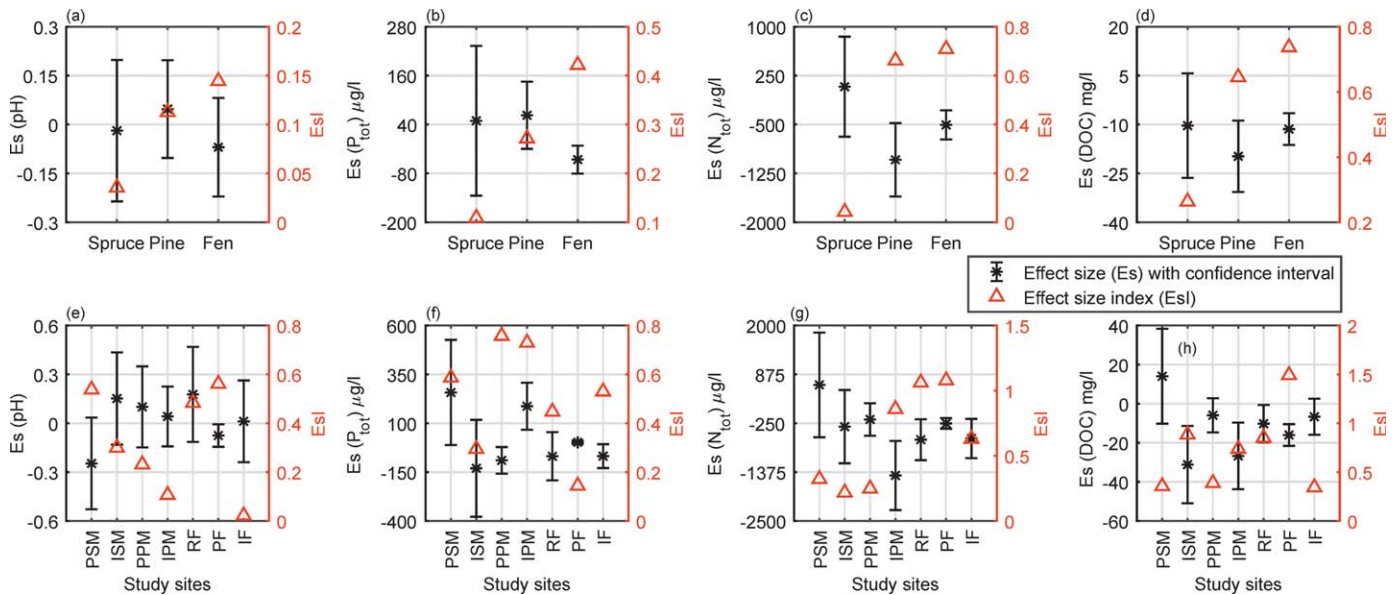 (a)
0.3
0.15
0
-0.15
-0.3
Es (pH)
0.2
0.15
0.1
0.05
0
EsI
Spruce Pine Fen
(b)
280
160
40
-80
-200
Es (Ptot) μg/l
0.5
0.4
0.3
0.2
0.1
EsI
Spruce Pine Fen
(c)
1000
250
-500
-1250
-2000
Es (Ntot) μg/l
0.8
0.6
0.4
0.2
0
EsI
Spruce Pine Fen
(d)
20
5
-10
-25
-40
Es (DOC) mg/l
0.8
0.6
0.4
0.2
EsI
Spruce Pine Fen
Effect size (Es) with confidence interval
Effect size index (EsI)
(e)
0.6
0.3
0
-0.3
-0.6
Es (pH)
0.8
0.6
0.4
0.2
0
EsI
PSM
ISM
PPM
IPM
RF
PF
IF
Study sites
(f)
600
350
100
-150
-400
Es (Ptot) μg/l
0.8
0.6
0.4
0.2
0
EsI
PSM
ISM
PPM
IPM
RF
PF
IF
Study sites
(g)
2000
875
-250
-1375
-2500
Es (Ntot) μg/l
1.5
1
0.5
0
EsI
PSM
ISM
PPM
IPM
RF
PF
IF
Study sites
(h)
40
20
0
-20
-40
-60
Es (DOC) mg/l
2
1.5
1
0.5
0
EsI
PSM
ISM
PPM
IPM
RF
PF
IF
Study sites